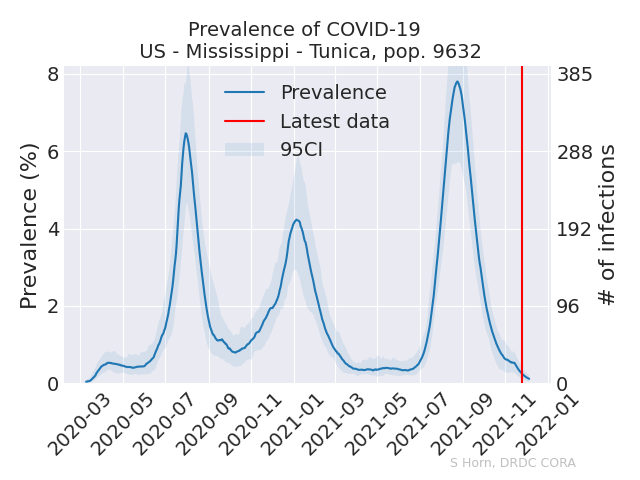 Prevalence of COVID-19
US - Mississippi - Tunica, pop. 9632
Prevalence
Latest data
95CI
Prevalence (%)
8
6
4
2
0
385
288
192
96
0
# of infections
2020-03
2020-05
2020-07
2020-09
2020-11
2021-01
2021-03
2021-05
2021-07
2021-09
2021-11
2022-01
S Horn, DRDC CORA